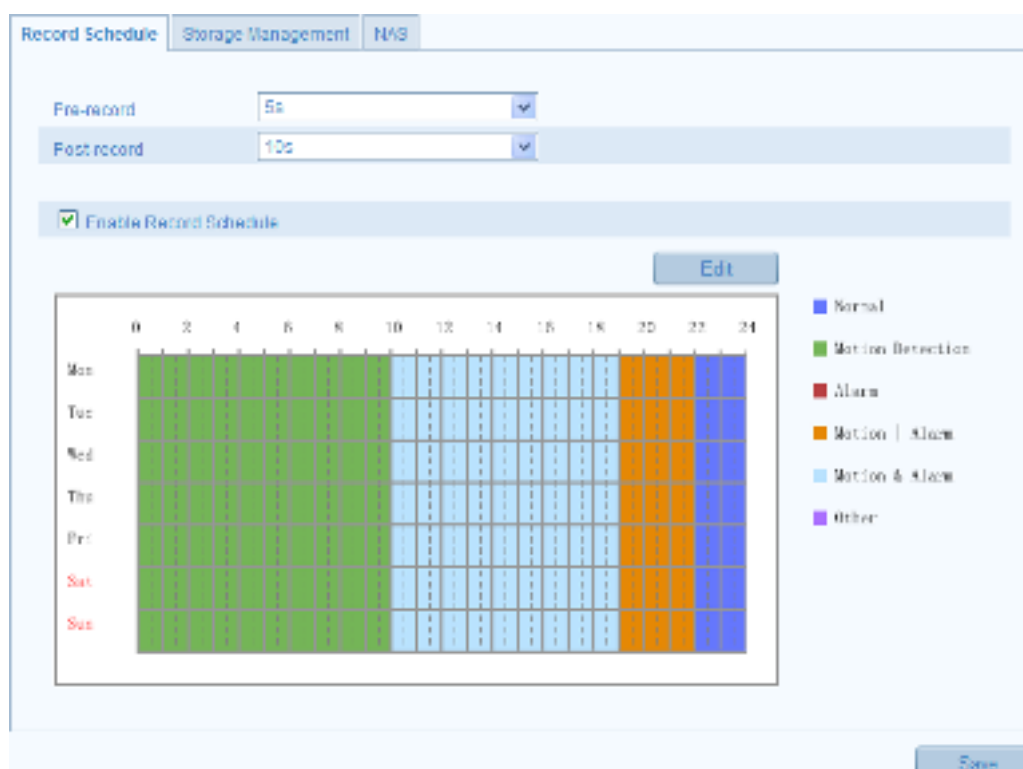 Record Schedule Storage Management NAS
Pre-record 5s
Post record 10s
Enable Record Schedule
Edit
0 2 4 6 8 10 12 14 16 18 20 22 24
Mon
Tue
Wed
Thu
Fri
Sat
Sun
Normal
Motion Detection
Alarm
Motion | Alarm
Motion & Alarm
Other
Save